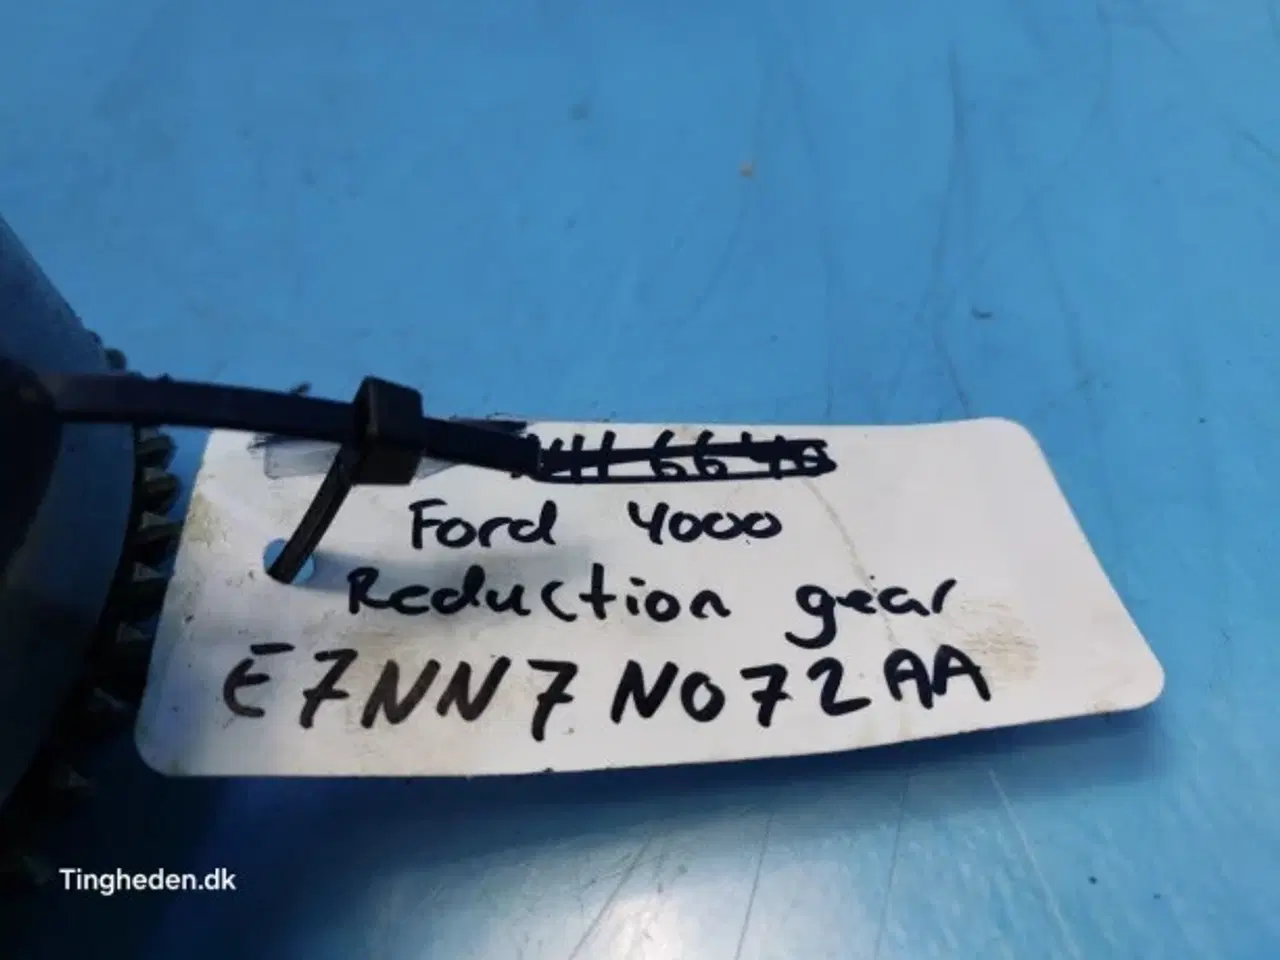 Ford 4000
Reduction gear
E7NN7N072AA
Tingheden.dk